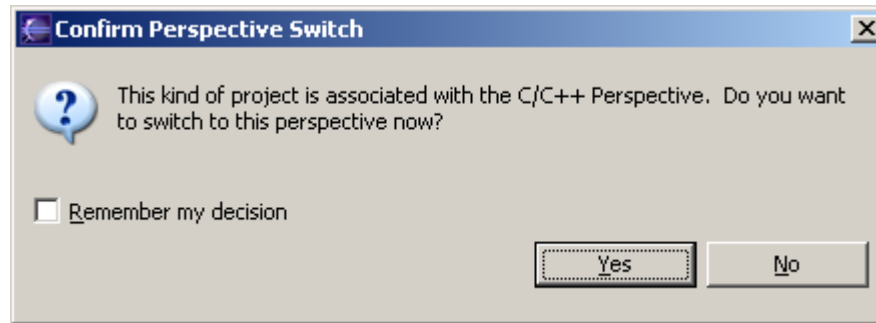 Confirm Perspective Switch
This kind of project is associated with the C/C++ Perspective.  Do you want
to switch to this perspective now?
Remember my decision
Yes
No